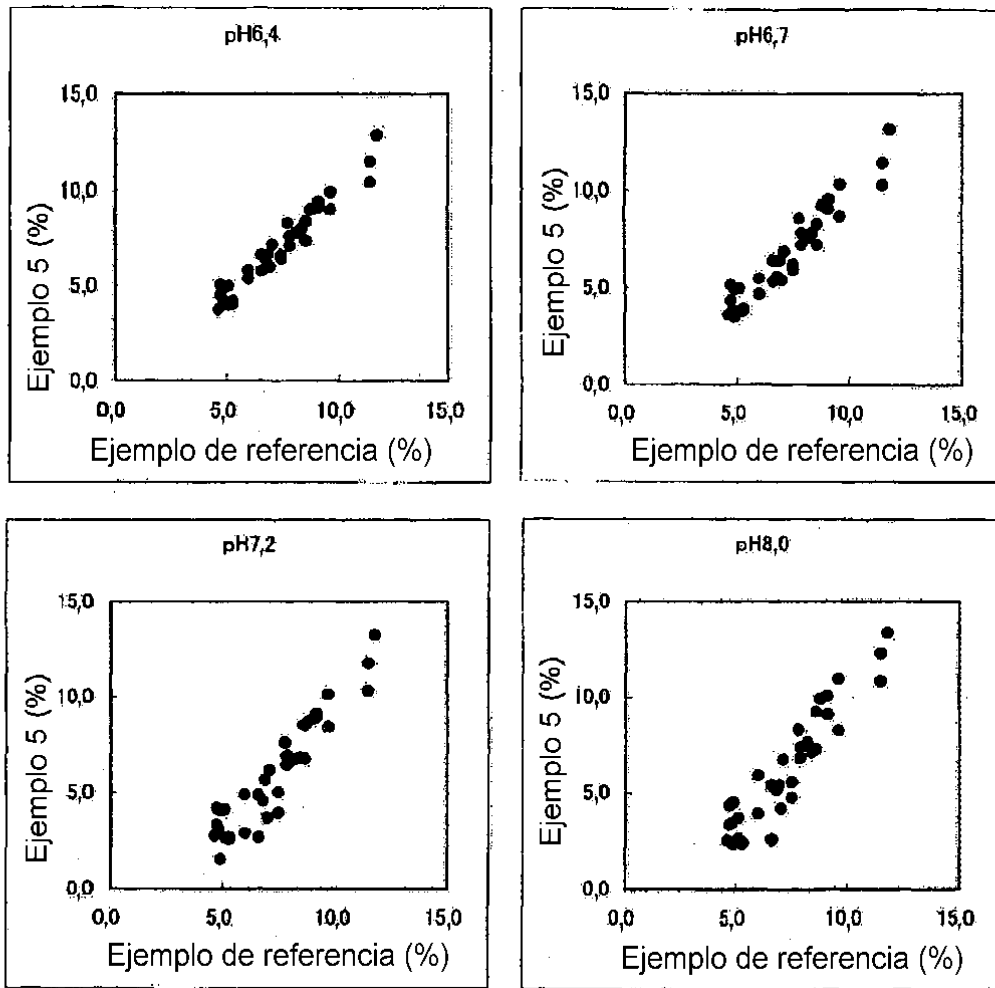 pH6,4
15,0
10,0
5,0
0,0
0,0 5,0 10,0 15,0
Ejemplo 5 (%)
Ejemplo de referencia (%)
pH6,7
15,0
10,0
5,0
0,0
0,0 5,0 10,0 15,0
Ejemplo 5 (%)
Ejemplo de referencia (%)
pH7,2
15,0
10,0
5,0
0,0
0,0 5,0 10,0 15,0
Ejemplo 5 (%)
Ejemplo de referencia (%)
pH8,0
15,0
10,0
5,0
0,0
0,0 5,0 10,0 15,0
Ejemplo 5 (%)
Ejemplo de referencia (%)